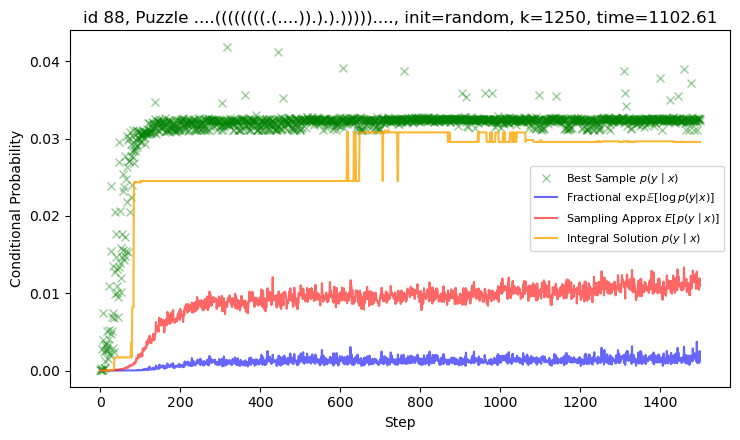 id 88, Puzzle ....((((((((.(....)).).).)))))...., init=random, k=1250, time=1102.61
Conditional Probability
0.04
0.03
0.02
0.01
0.00
Best Sample p(y | x)
Fractional exp 𝔼[log p(y|x)]
Sampling Approx E[p(y | x)]
Integral Solution p(y | x)
0 200 400 600 800 1000 1200 1400
Step